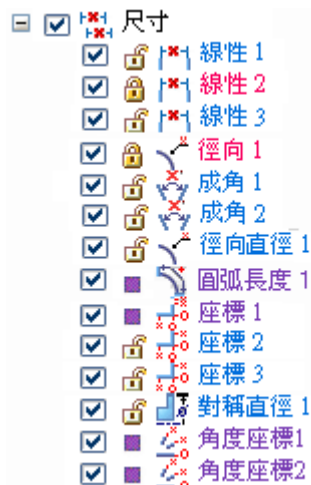 尺寸
線性 1
線性 2
線性 3
徑向 1
成角 1
成角 2
徑向直徑 1
圓弧長度 1
座標 1
座標 2
座標 3
對稱直徑 1
角度座標1
角度座標2